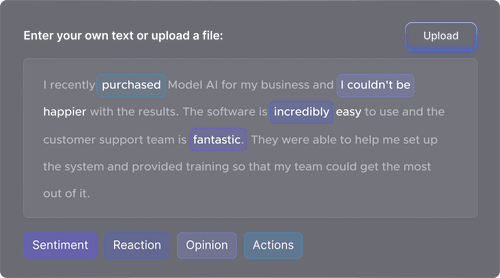 Enter your own text or upload a file:
Upload
I recently purchased Model AI for my business and I couldn't be
happier with the results. The software is incredibly easy to use and the
customer support team is fantastic. They were able to help me set up
the system and provided training so that my team could get the most
out of it.
Sentiment Reaction Opinion Actions